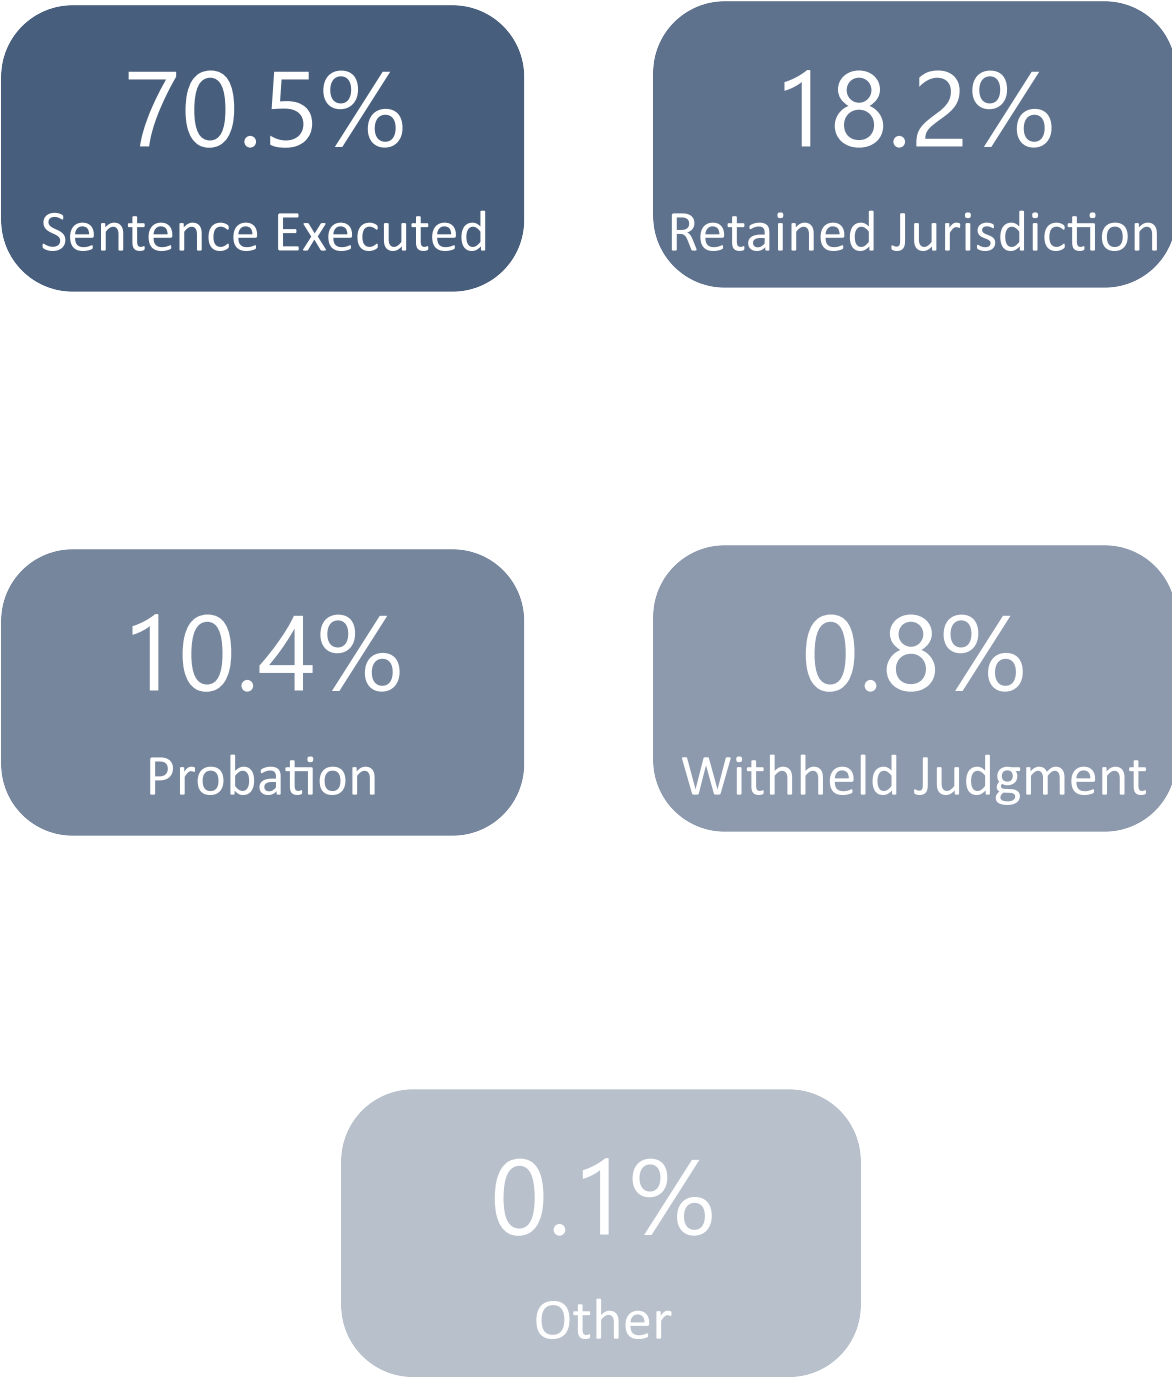 70.5%
Sentence Executed
18.2%
Retained Jurisdiction
10.4%
Probation
0.8%
Withheld Judgment
0.1%
Other